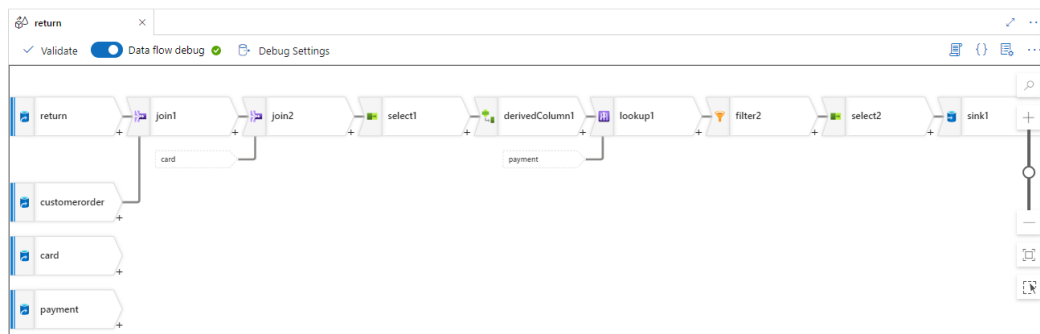 return
Validate Data flow debug Debug Settings
return join1 join2 select1 derivedColumn1 lookup1 filter2 select2 sink1
card payment
customerorder
card
payment